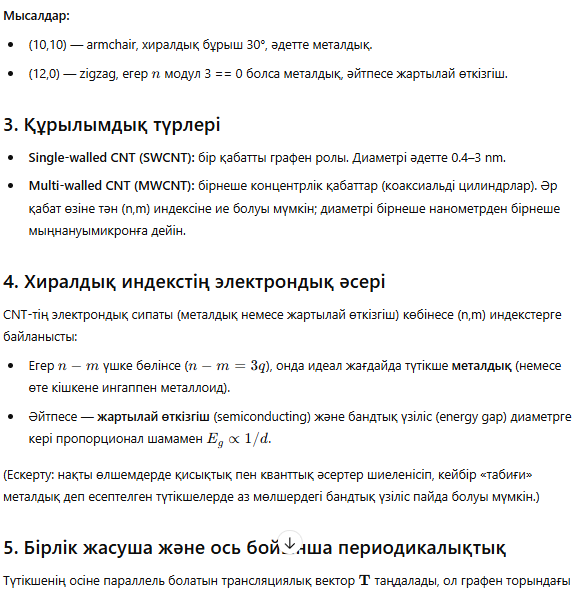 Мысалдар:
(10,10) — armchair, хиралдық бұрыш 30°, әдетте металдық.
(12,0) — zigzag, егер n модул 3 == 0 болса металдық, әйтпесе жартылай өткізгіш.
3. Құрылымдық түрлері
Single-walled CNT (SWCNT): бір қабатты графен ролы. Диаметрі әдетте 0.4–3 nm.
Multi-walled CNT (MWCNT): бірнеше концентрлік қабаттар (коаксиальді цилиндрлар). Әр
қабат өзіне тән (n,m) индексіне ие болуы мүмкін; диаметрі бірнеше нанометрден бірнеше
мыңнануымикронға дейін.
4. Хиралдық индекстің электрондық әсері
CNT-тің электрондық сипаты (металдық немесе жартылай өткізгіш) көбінесе (n,m) индекстерге
байланысты:
Егер n − m үшке бөлінсе (n − m = 3q), онда идеал жағдайда түтікше металдық (немесе
өте кішкене ингаппен металлоид).
Әйтпесе — жартылай өткізгіш (semiconducting) және бандтық үзіліс (energy gap) диаметрге
кері пропорционал шамамен E_g ∝ 1/d.
(Ескерту: нақты өлшемдерде қисықтық пен кванттық әсертер шиеленісіп, кейбір «табиғи»
металдық деп есептелген түтікшелерде аз мөлшердегі бандтық үзіліс пайда болуы мүмкін.)
5. Бірлік жасуша және ось бойынша периодикалықтық
Түтікшенің осіне параллель болатын трансляциялық вектор T таңдалады, ол графен торындағы